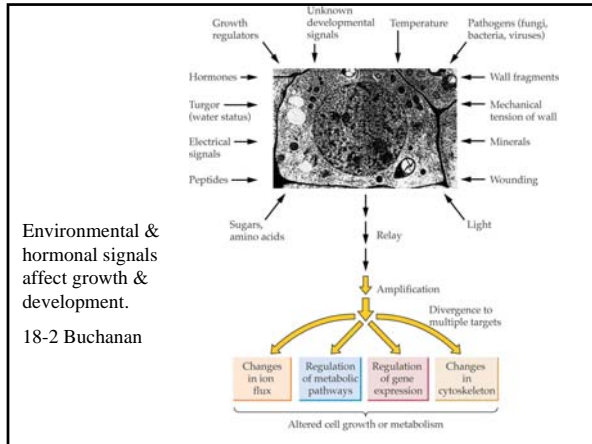 Growth
regulators
Unknown
developmental
signals
Temperature
Pathogens (fungi,
bacteria, viruses)
Hormones
Wall fragments
Turgor
(water status)
Mechanical
tension of wall
Electrical
signals
Minerals
Peptides
Wounding
Sugars,
amino acids
Light
Relay
Environmental &
hormonal signals
affect growth &
development.
18-2 Buchanan
Amplification
Divergence to
multiple targets
Changes
in ion
flux
Regulation
of metabolic
pathways
Regulation
of gene
expression
Changes
in
cytoskeleton
Altered cell growth or metabolism